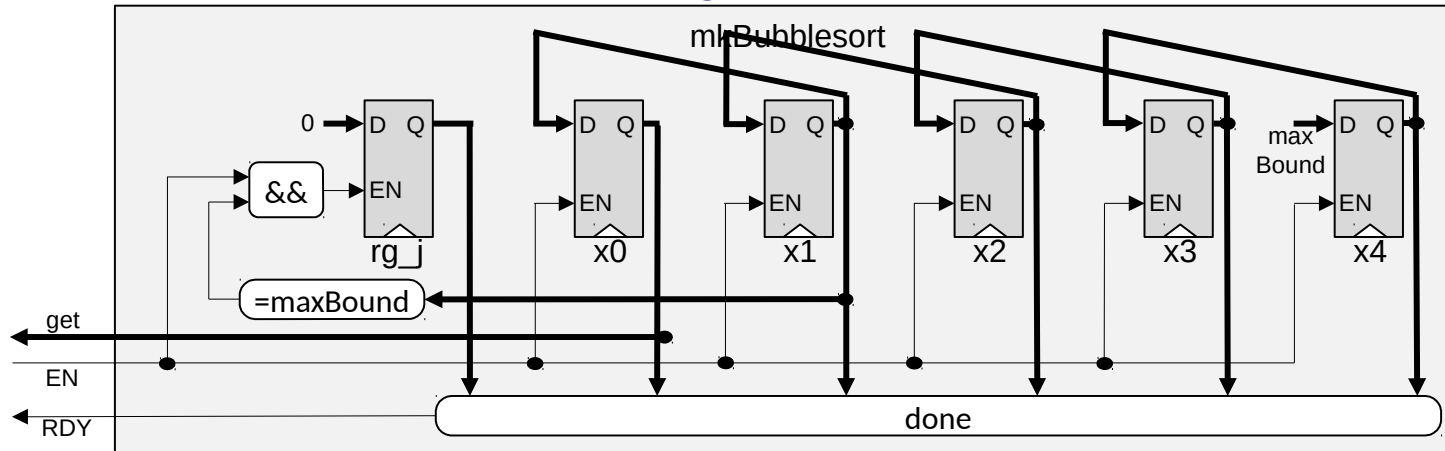 mkBubblesort
0 D Q D Q D Q D Q D Q D Q
max
Bound
&& EN EN EN EN EN EN
rg_j x0 x1 x2 x3 x4
=maxBound
get
EN
done
RDY